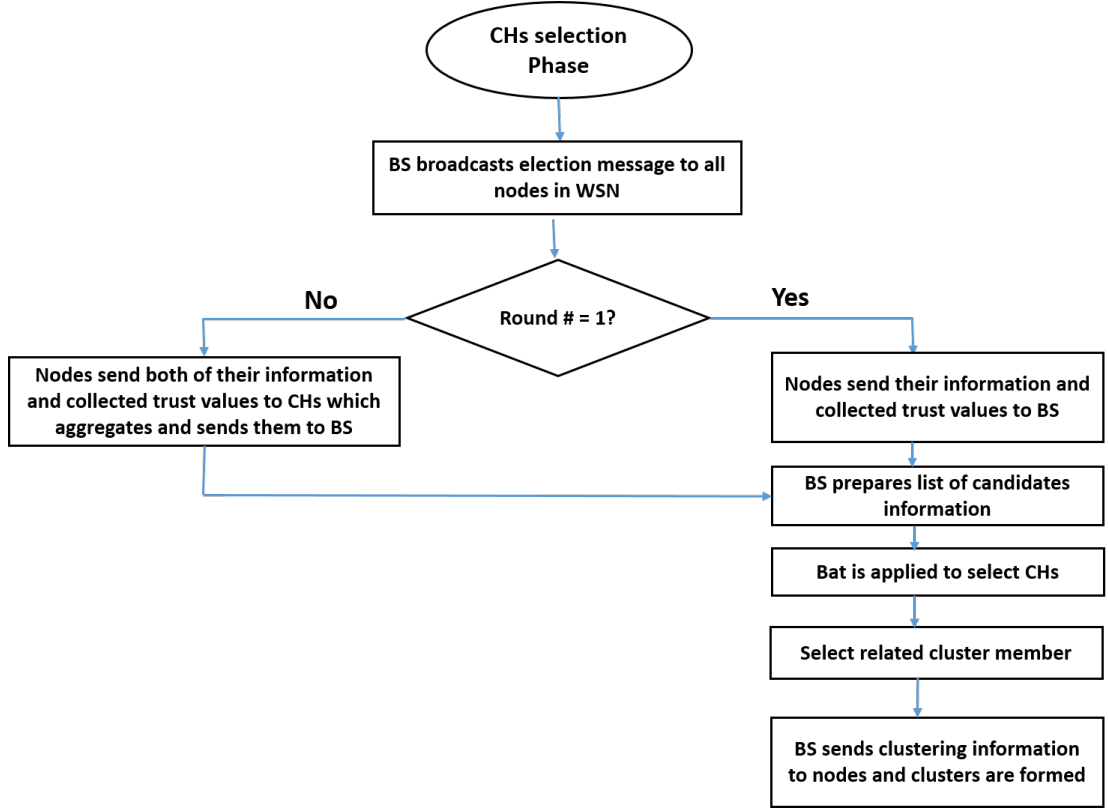 CHs selection
Phase
BS broadcasts election message to all
nodes in WSN
No
Yes
Round # = 1?
Nodes send both of their information
and collected trust values to CHs which
aggregates and sends them to BS
Nodes send their information and
collected trust values to BS
BS prepares list of candidates
information
Bat is applied to select CHs
Select related cluster member
BS sends clustering information
to nodes and clusters are formed